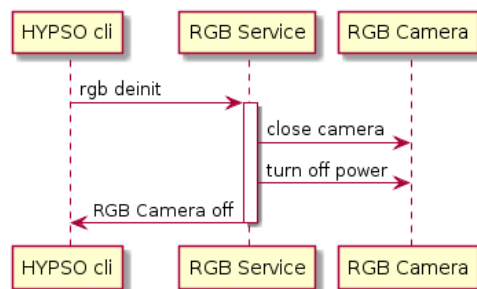 HYPSO cli RGB Service RGB Camera
rgb deinit
close camera
turn off power
RGB Camera off
HYPSO cli RGB Service RGB Camera